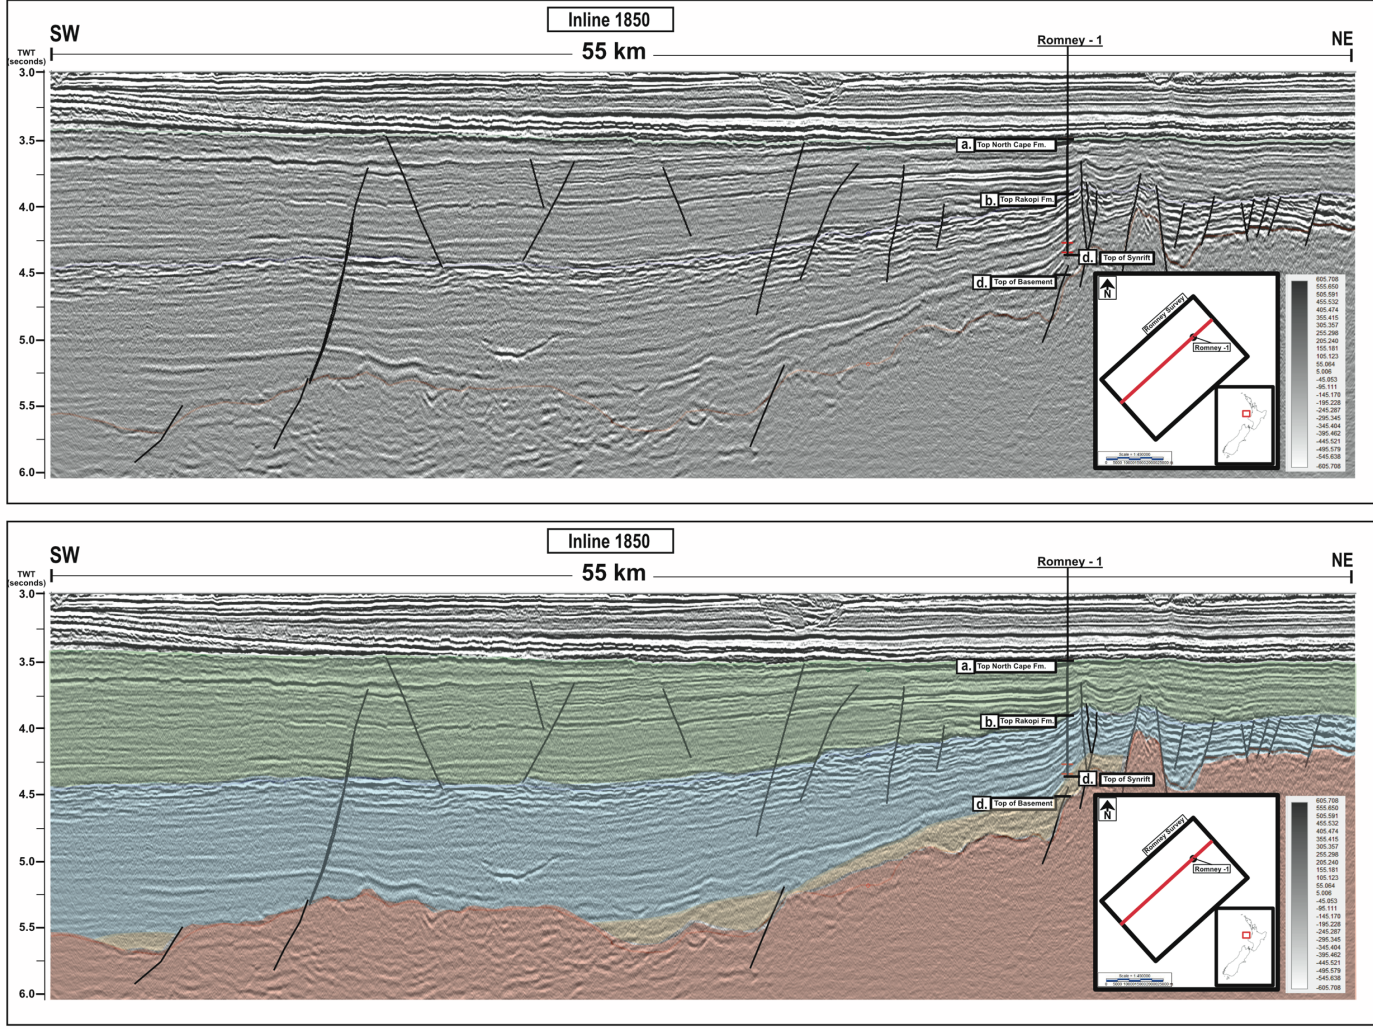 Inline 1850
SW
55 km
Romney - 1
NE
TWT
(seconds)
3.0
3.5
4.0
4.5
5.0
5.5
6.0
a. Top North Cape Fm.
b. Top Rakopi Fm.
d. Top of Synrift
d. Top of Basement
N
Romney Survey
Romney -1
Scale = 1:450000
605.708
555.650
505.591
455.532
405.474
355.415
305.357
255.298
205.240
155.181
105.123
55.064
5.006
-45.053
-95.111
-145.170
-195.228
-245.287
-295.345
-345.404
-395.462
-445.521
-495.579
-545.638
-605.708
Inline 1850
SW
55 km
Romney - 1
NE
TWT
(seconds)
3.0
3.5
4.0
4.5
5.0
5.5
6.0
a. Top North Cape Fm.
b. Top Rakopi Fm.
d. Top of Synrift
d. Top of Basement
N
Romney Survey
Romney -1
605.708
555.650
505.591
455.532
405.474
355.415
305.357
255.298
205.240
155.181
105.123
55.064
5.006
-45.053
-95.111
-145.170
-195.228
-245.287
-295.345
-345.404
-395.462
-445.521
-495.579
-545.638
-605.708